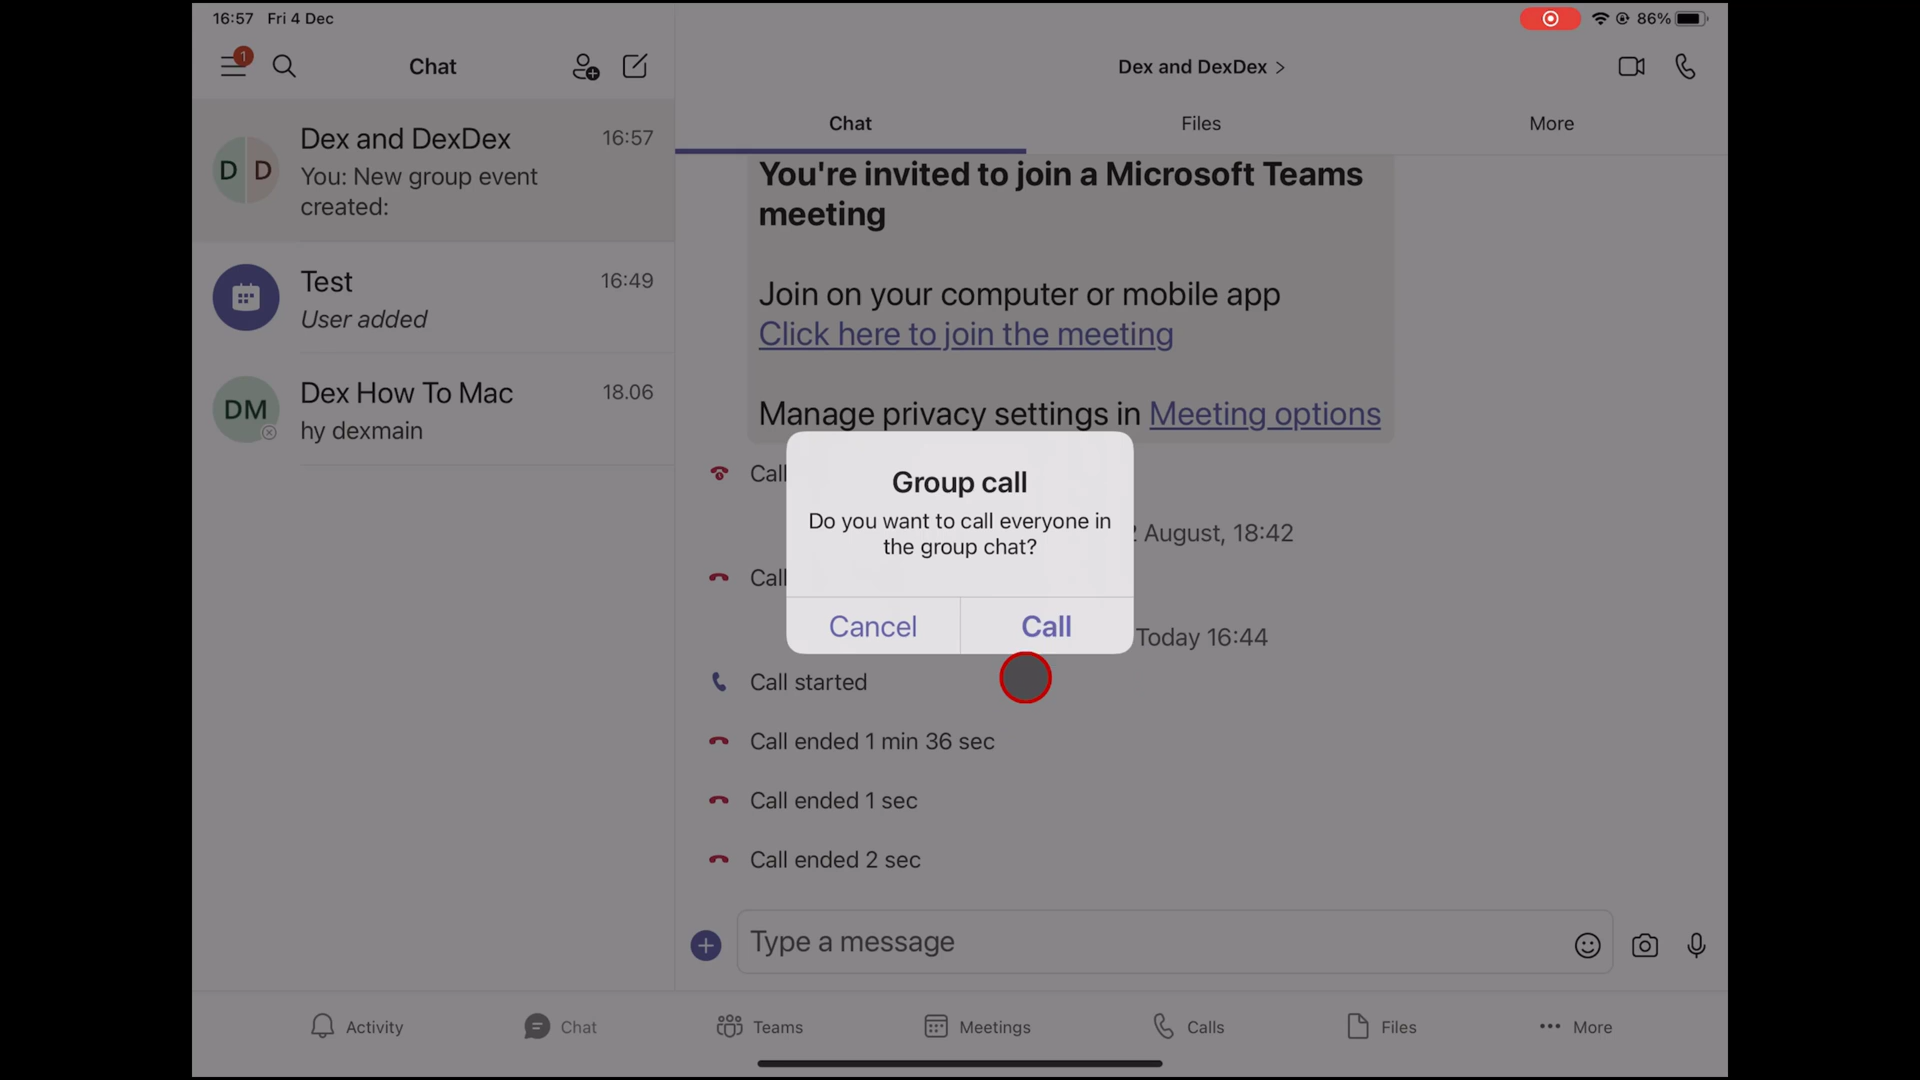 16:57 Fri 4 Dec
86%
1
Chat
Dex and DexDex >
Chat
Files
More
D D
Dex and DexDex
16:57
You: New group event
created:
Test
16:49
User added
DM
Dex How To Mac
18.06
hy dexmain
You're invited to join a Microsoft Teams
meeting
Join on your computer or mobile app
Click here to join the meeting
Manage privacy settings in Meeting options
Call
August, 18:42
Call
Today 16:44
Group call
Do you want to call everyone in
the group chat?
Cancel
Call
Call started
Call ended 1 min 36 sec
Call ended 1 sec
Call ended 2 sec
Type a message
Activity
Chat
Teams
Meetings
Calls
Files
More